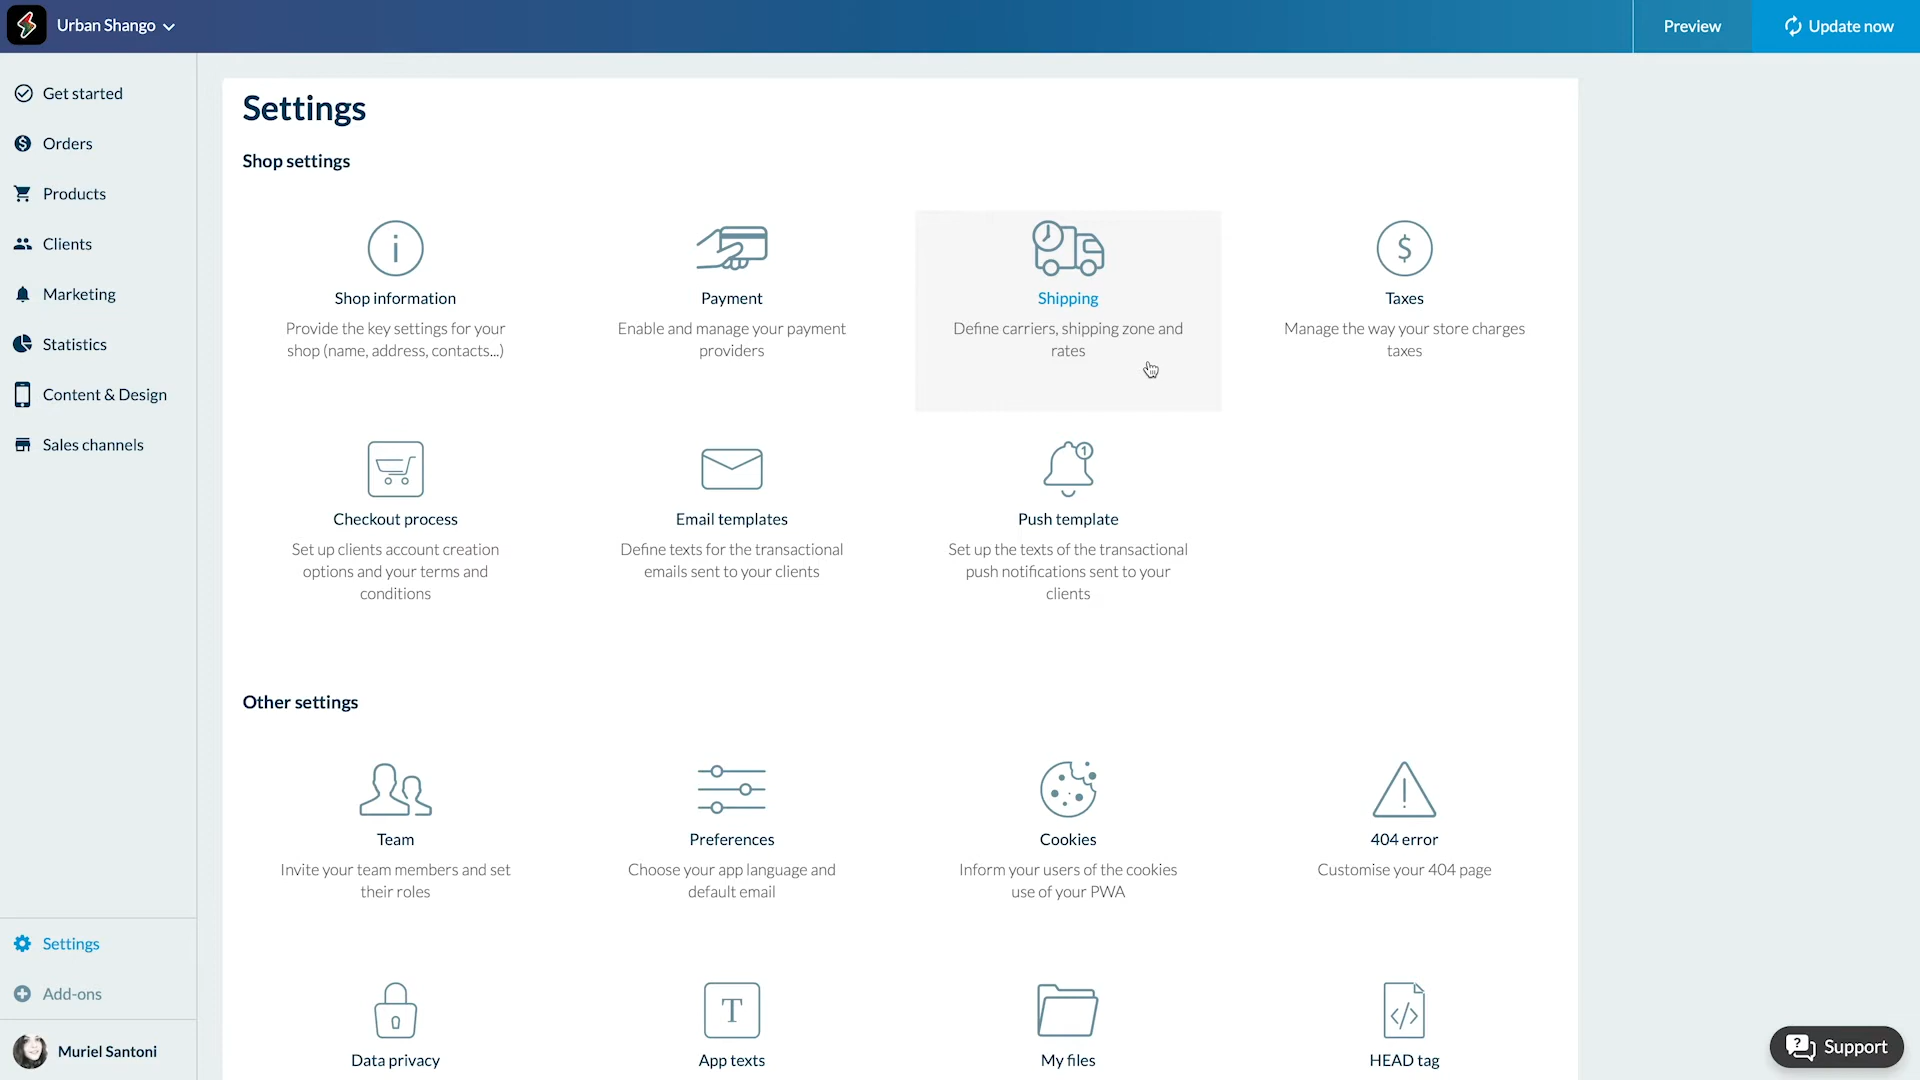 Urban Shango
Preview
Update now
Get started
Orders
Products
Clients
Marketing
Statistics
Content & Design
Sales channels
Settings
Add-ons
Muriel Santoni
Settings
Shop settings
i
Shop information
Provide the key settings for your
shop (name, address, contacts...)
Payment
Enable and manage your payment
providers
Shipping
Define carriers, shipping zone and
rates
$
Taxes
Manage the way your store charges
taxes
Checkout process
Set up clients account creation
options and your terms and
conditions
Email templates
Define texts for the transactional
emails sent to your clients
1
Push template
Set up the texts of the transactional
push notifications sent to your
clients
Other settings
Team
Invite your team members and set
their roles
Preferences
Choose your app language and
default email
Cookies
Inform your users of the cookies
use of your PWA
!
404 error
Customise your 404 page
Data privacy
T
App texts
My files
</>
HEAD tag
?
Support